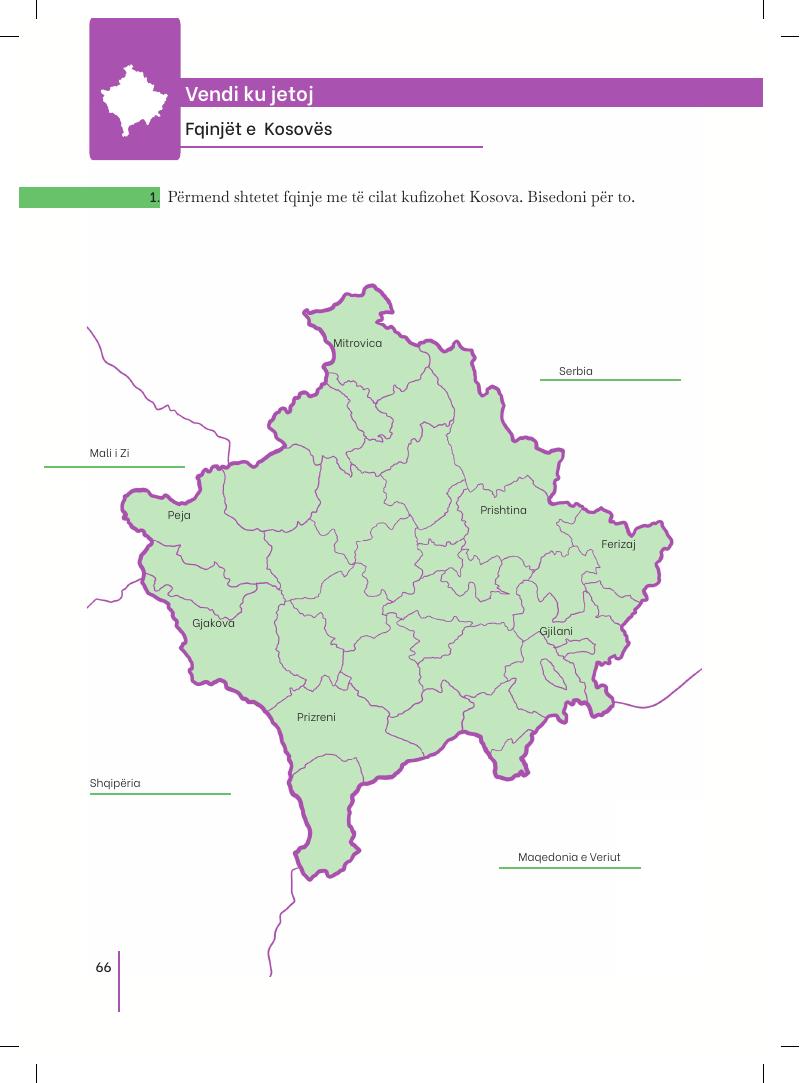 Vendi ku jetoj
Fqinjët e Kosovës
1. Përmend shtetet fqinje me të cilat kufizohet Kosova. Bisedoni për to.
Mitrovica
Serbia
Mali i Zi
Peja
Prishtina
Ferizaj
Gjakova
Gjilani
Prizreni
Shqipëria
Maqedonia e Veriut
66